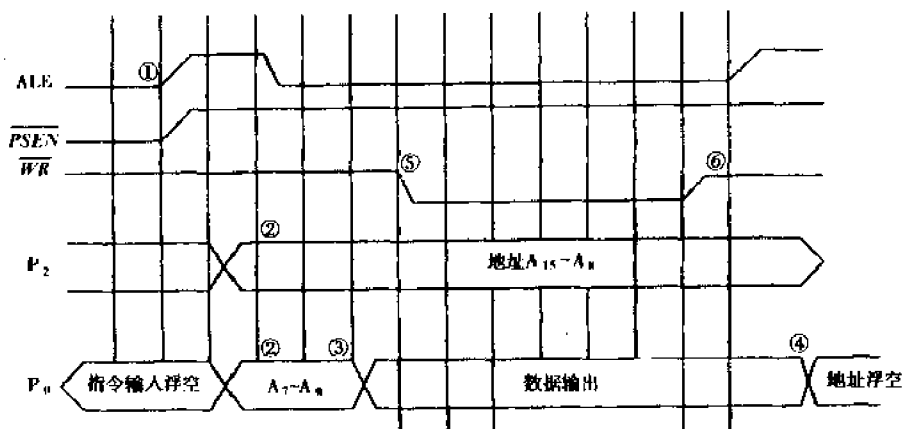 ALE
①
PSEN
WR
⑤
⑥
P2
②
地址A15~A8
P0
指令输入浮空
②
A7~A0
③
数据输出
④
地址浮空